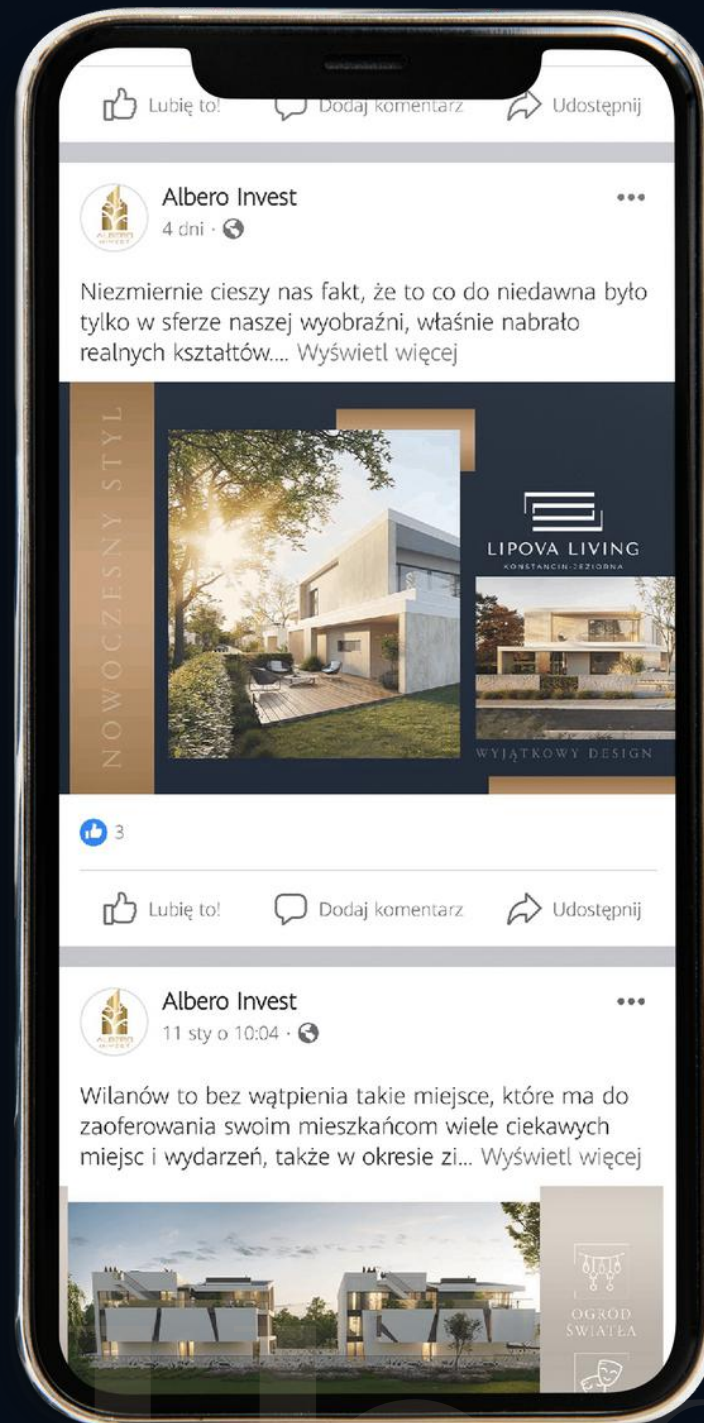 Lubię to! Dodaj komentarz Udostępnij
Albero Invest
4 dni ·
Niezmiernie cieszy nas fakt, że to co do niedawna było
tylko w sferze naszej wyobraźni, właśnie nabrało
realnych kształtów.... Wyświetl więcej
NOWOCZESNY STYL
LIPOVA LIVING
KONSTANCIN-JEZIORNA
WYJĄTKOWY DESIGN
3
Lubię to! Dodaj komentarz Udostępnij
Albero Invest
11 sty o 10:04 ·
Wilanów to bez wątpienia takie miejsce, które ma do
zaoferowania swoim mieszkańcom wiele ciekawych
miejsc i wydarzeń, także w okresie zi... Wyświetl więcej
OGRÓD
ŚWIATŁA